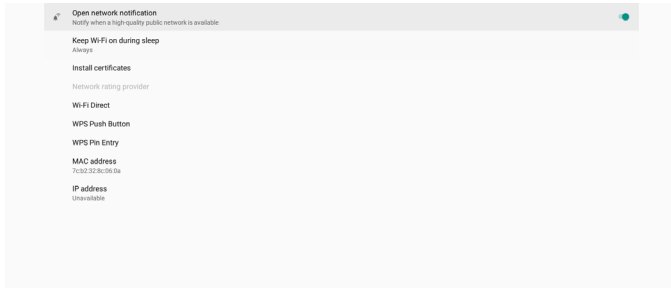 Open network notification
Notify when a high-quality public network is available
Keep Wi-Fi on during sleep
Always
Install certificates
Network rating provider
Wi-Fi Direct
WPS Push Button
WPS Pin Entry
MAC address
7c:b2:32:8c:06:0a
IP address
Unavailable